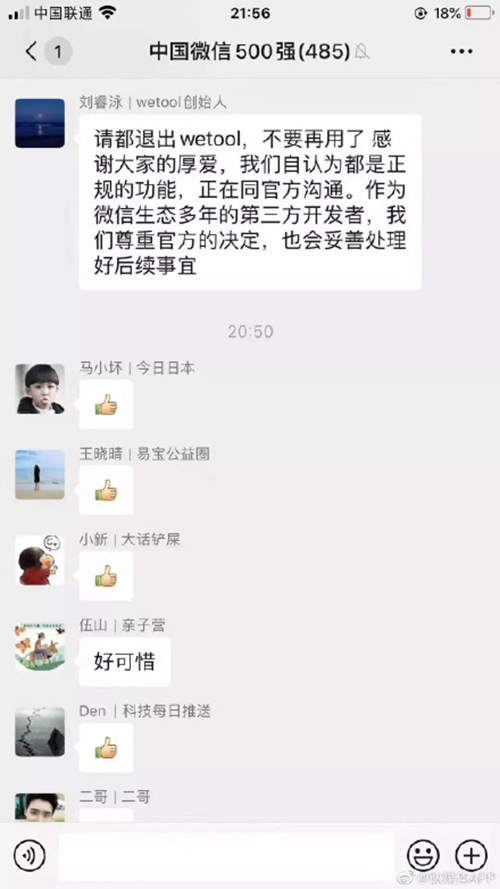 中国联通 21:56 18%
1 中国微信500强(485)
刘睿泳 | wetool创始人
请都退出wetool，不要再用了 感
谢大家的厚爱，我们自认为都是正
规的功能，正在同官方沟通。作为
微信生态多年的第三方开发者，我
们尊重官方的决定，也会妥善处理
好后续事宜
20:50
马小坏 | 今日日本
王晓晴 | 易宝公益圈
小新 | 大话铲屎
伍山 | 亲子营
好可惜
Den | 科技每日推送
二哥 | 二哥